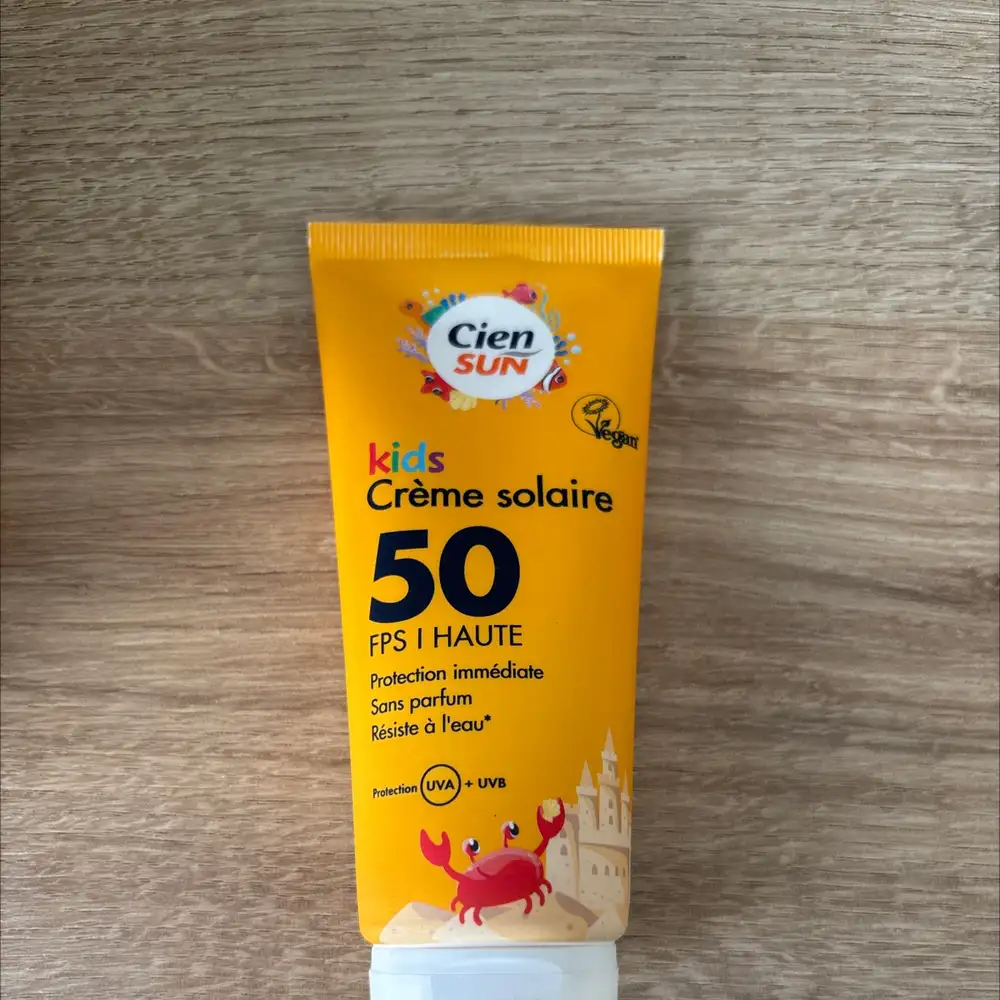 Cien
SUN
Vegan
kids
Crème solaire
50
FPS I HAUTE
Protection immédiate
Sans parfum
Résiste à l'eau*
Protection UVA + UVB